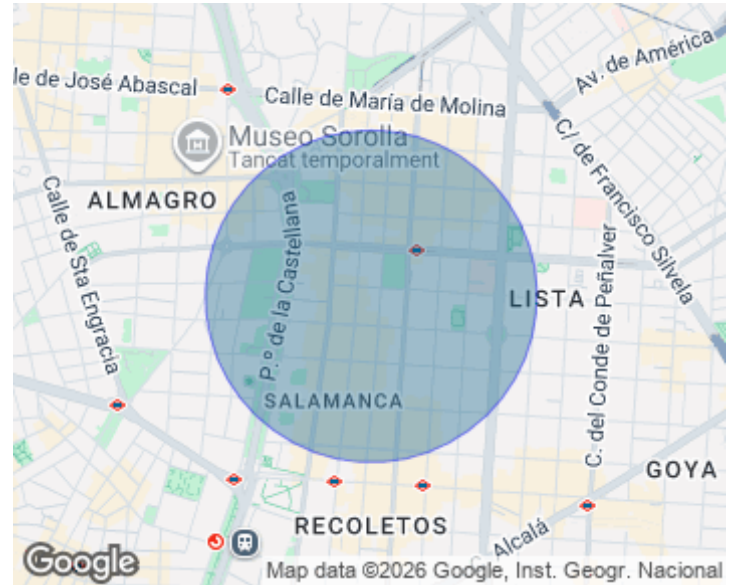 Av. de América
le de José Abascal
Calle de María de Molina
Museo Sorolla
Tancat temporalment
C/ de Francisco Silvela
ALMAGRO
Calle de Sta Engracia
P.º de la Castellana
C. del Conde de Peñalver
LISTA
SALAMANCA
GOYA
RECOLETOS
C. Alcalá
Google
Map data ©2026 Google, Inst. Geogr. Nacional